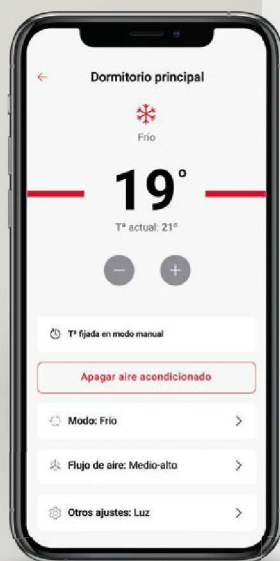 Dormitorio principal
Frío
19°
Tª actual: 21°
Tª fijada en modo manual
Apagar aire acondicionado
Modo: Frio
Flujo de aire: Medio-alto
Otros ajustes: Luz